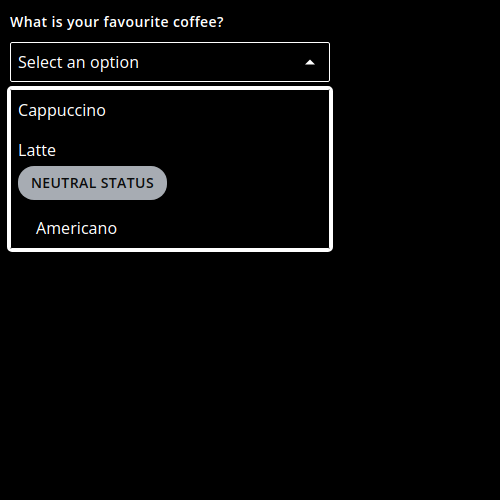 What is your favourite coffee?
Select an option
Cappuccino
Latte
NEUTRAL STATUS
Americano